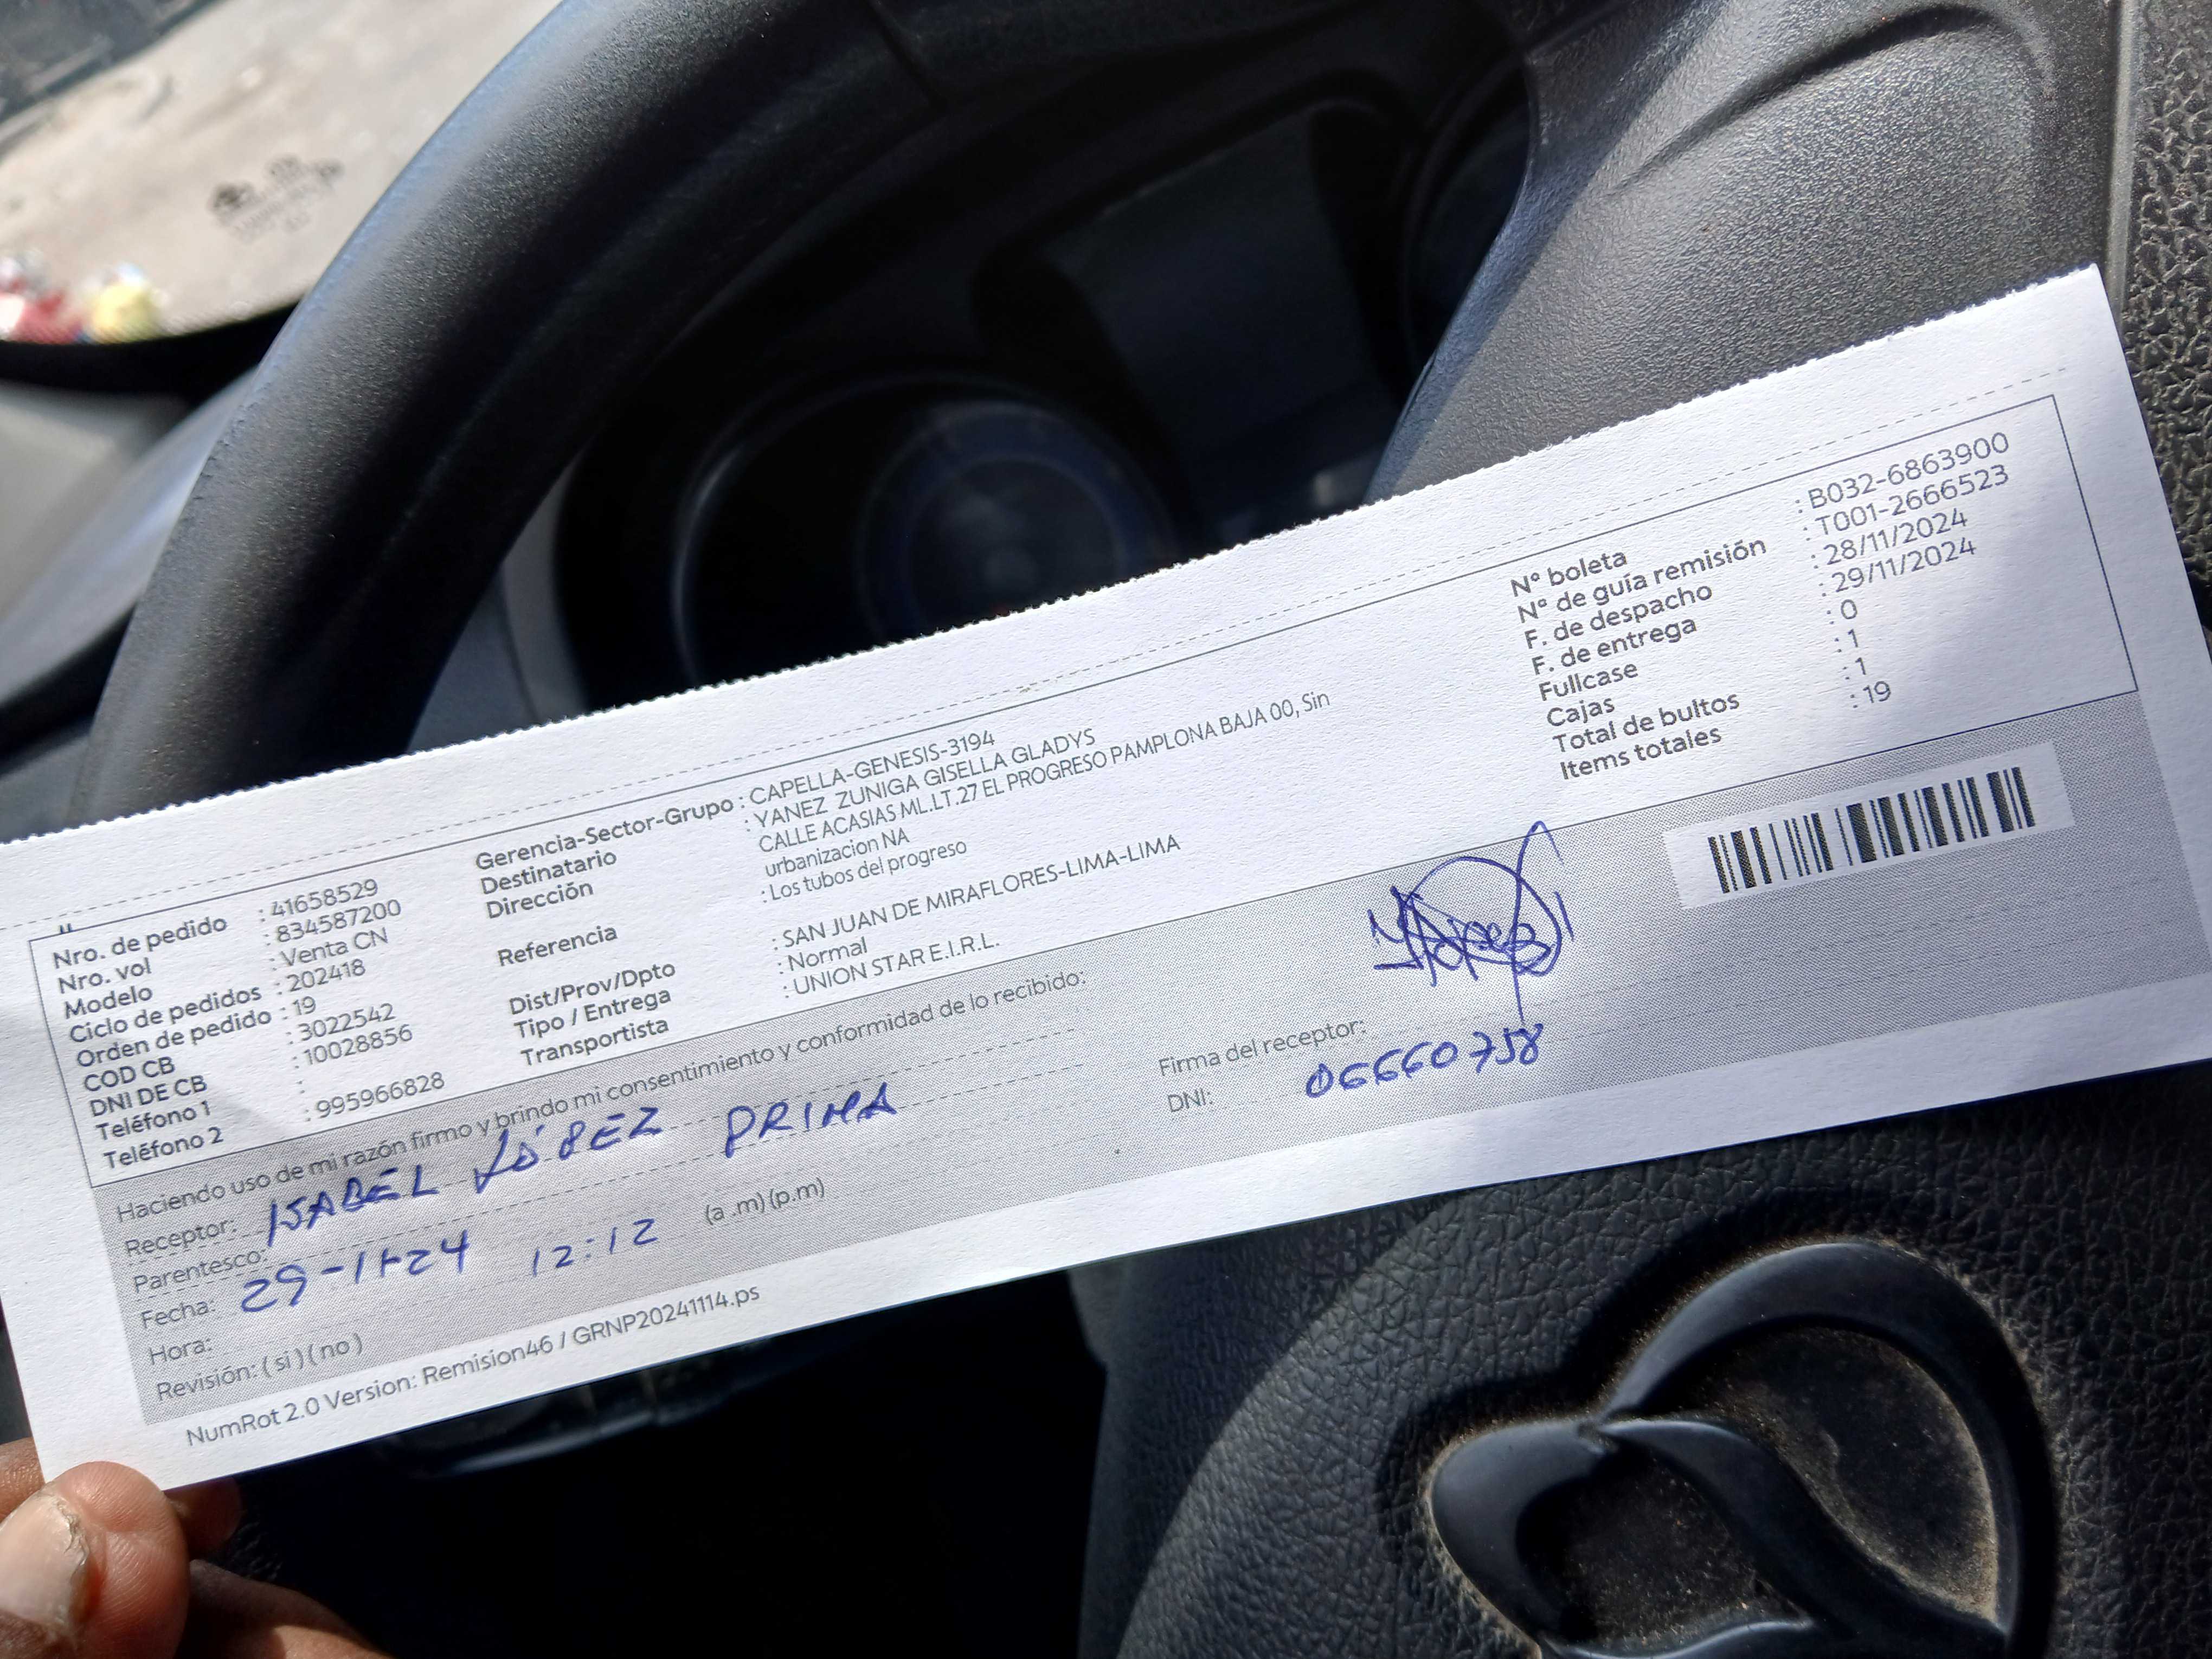 Nro. de pedido : 41658529
Nro. vol : 834587200
Modelo : Venta CN
Ciclo de pedidos : 202418
Orden de pedido : 19
COD CB : 3022542
DNI DE CB : 10028856
Teléfono 1 :
Teléfono 2 : 995966828
Gerencia-Sector-Grupo : CAPELLA-GENESIS-3194
Destinatario : YANEZ ZUNIGA GISELLA GLADYS
Dirección CALLE ACASIAS ML.LT.27 EL PROGRESO PAMPLONA BAJA 00, Sin
urbanizacion NA
Referencia : Los tubos del progreso
Dist/Prov/Dpto : SAN JUAN DE MIRAFLORES-LIMA-LIMA
Tipo / Entrega : Normal
Transportista : UNION STAR E.I.R.L.
N° boleta : B032-6863900
N° de guía remisión : T001-2666523
F. de despacho : 28/11/2024
F. de entrega : 29/11/2024
Fullcase : 0
Cajas : 1
Total de bultos : 1
Items totales : 19
Haciendo uso de mi razón firmo y brindo mi consentimiento y conformidad de lo recibido:
Receptor: ISABEL LÓPEZ PRIMA
Parentesco:
Fecha: 29-11-24 12:12 (a .m) (p.m)
Hora:
Revisión: ( si ) ( no )
Firma del receptor:
DNI: 06660758
NumRot 2.0 Version: Remision46 / GRNP20241114.ps